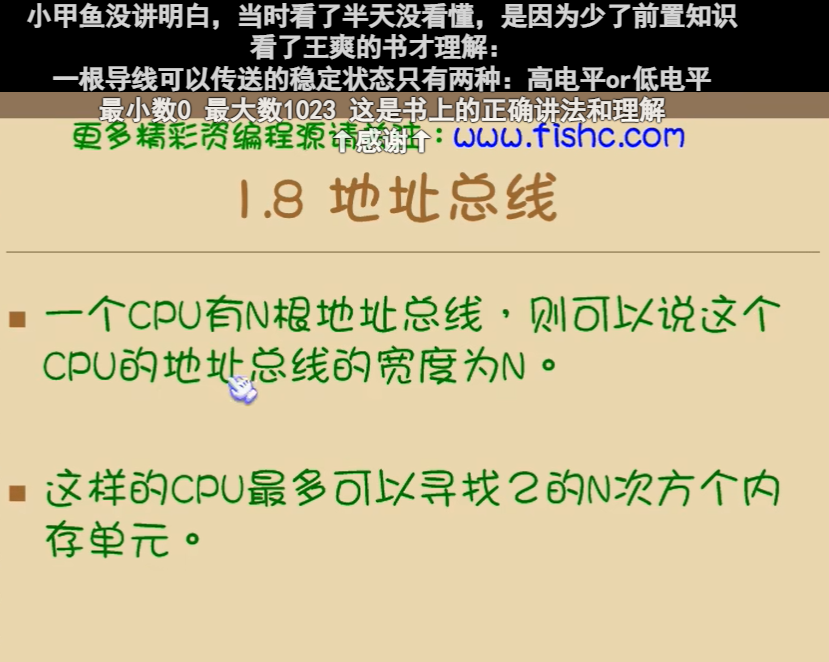 小甲鱼没讲明白，当时看了半天没看懂，是因为少了前置知识
看了王爽的书才理解：
一根导线可以传送的稳定状态只有两种：高电平or低电平
最小数0 最大数1023 这是书上的正确讲法和理解
更多精彩资编程源请
：www.fishc.com
↑感谢↑
1.8 地址总线
一个CPU有N根地址总线，则可以说这个
CPU的地址总线的宽度为N。
这样的CPU最多可以寻找2的N次方个内
存单元。